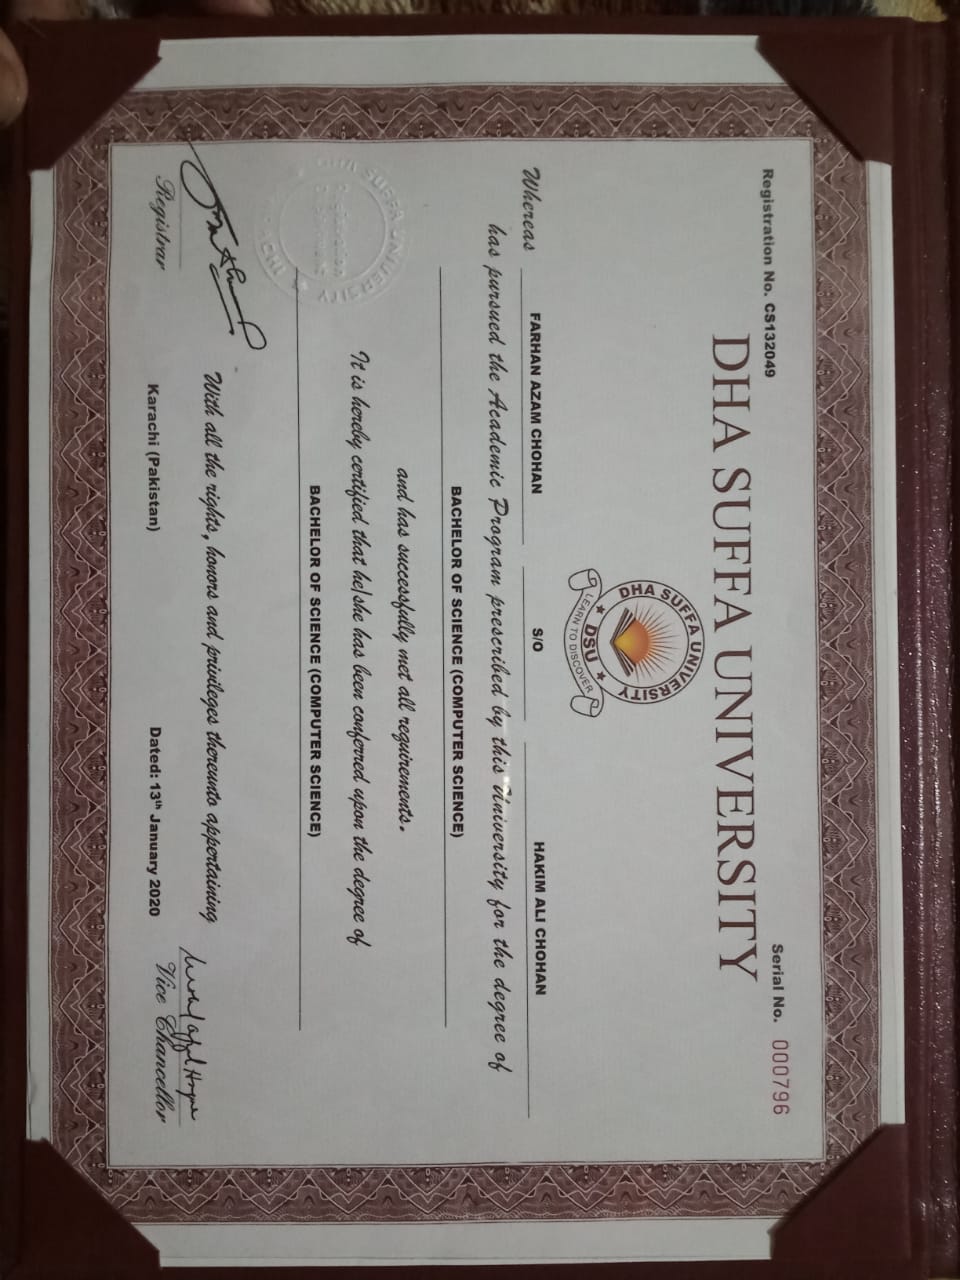 Registration No. CS132049
Serial No. 000796
DHA SUFFA UNIVERSITY
DHA SUFFA UNIVERSITY
DSU
LEARN TO DISCOVER
Whereas FARHAN AZAM CHOHAN S/O HAKIM ALI CHOHAN
has pursued the Academic Program prescribed by this University for the degree of
BACHELOR OF SCIENCE (COMPUTER SCIENCE)
and has successfully met all requirements.
It is hereby certified that he/she has been conferred upon the degree of
BACHELOR OF SCIENCE (COMPUTER SCIENCE)
With all the rights, honors and privileges thereunto appertaining
DHA SUFFA UNIVERSITY
Registrar
Karachi (Pakistan)
Dated: 13th January 2020
Vice Chancellor